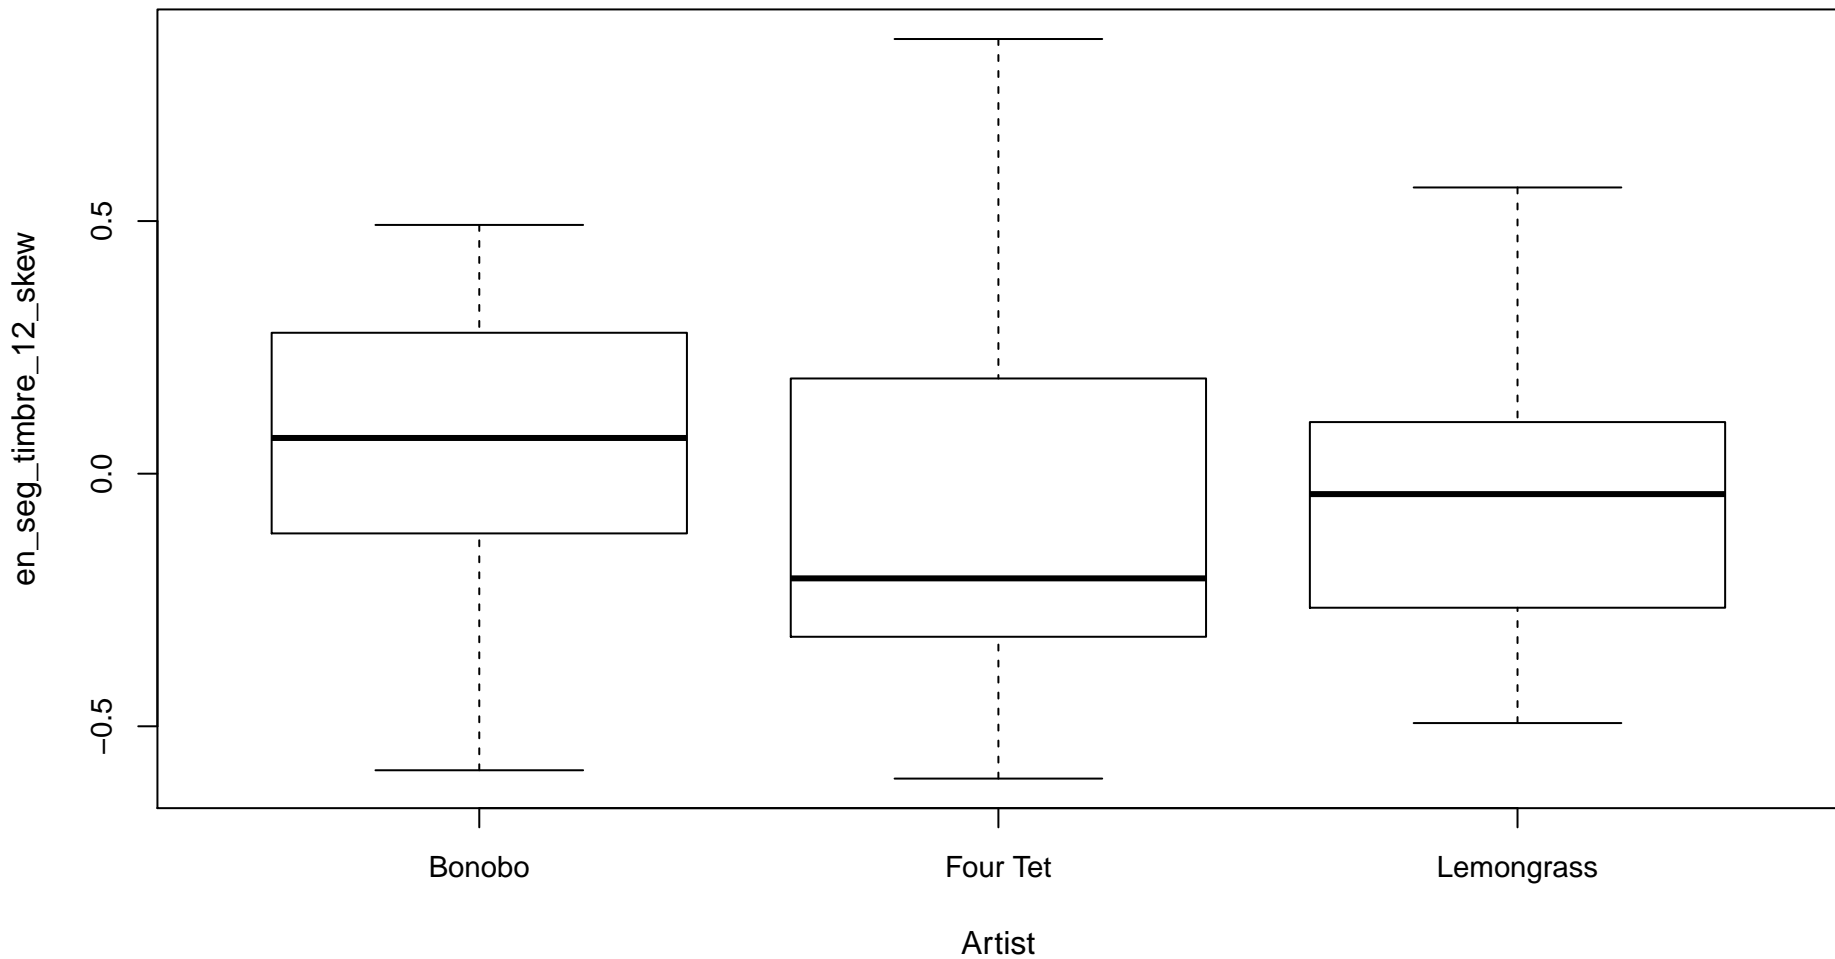 en_seg_timbre_12_skew
0.5
0.0
−0.5
Bonobo
Four Tet
Lemongrass
Artist